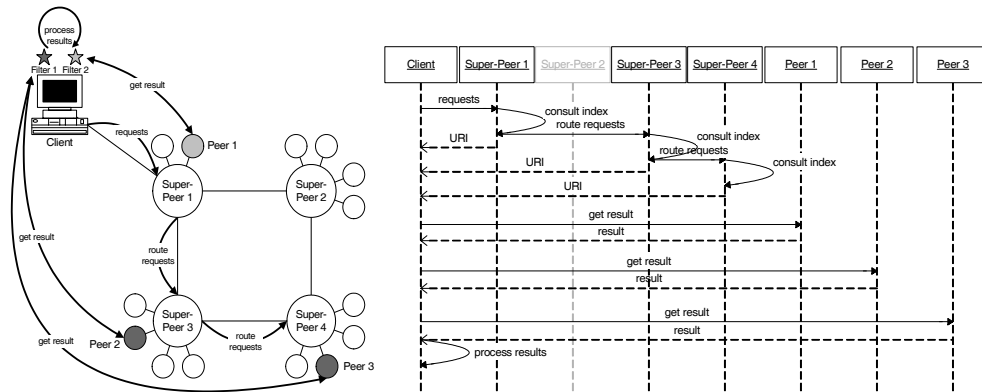 process
results
Filter 1 Filter 2
get result
Client
requests
Peer 1
Super-
Peer 1
Super-
Peer 2
get result
route
requests
Super-
Peer 3
Super-
Peer 4
Peer 2
route
requests
get result
Peer 3
Client
Super-Peer 1
Super-Peer 2
Super-Peer 3
Super-Peer 4
Peer 1
Peer 2
Peer 3
requests
consult index
route requests
URI
consult index
route requests
URI
consult index
URI
get result
result
get result
result
get result
result
process results